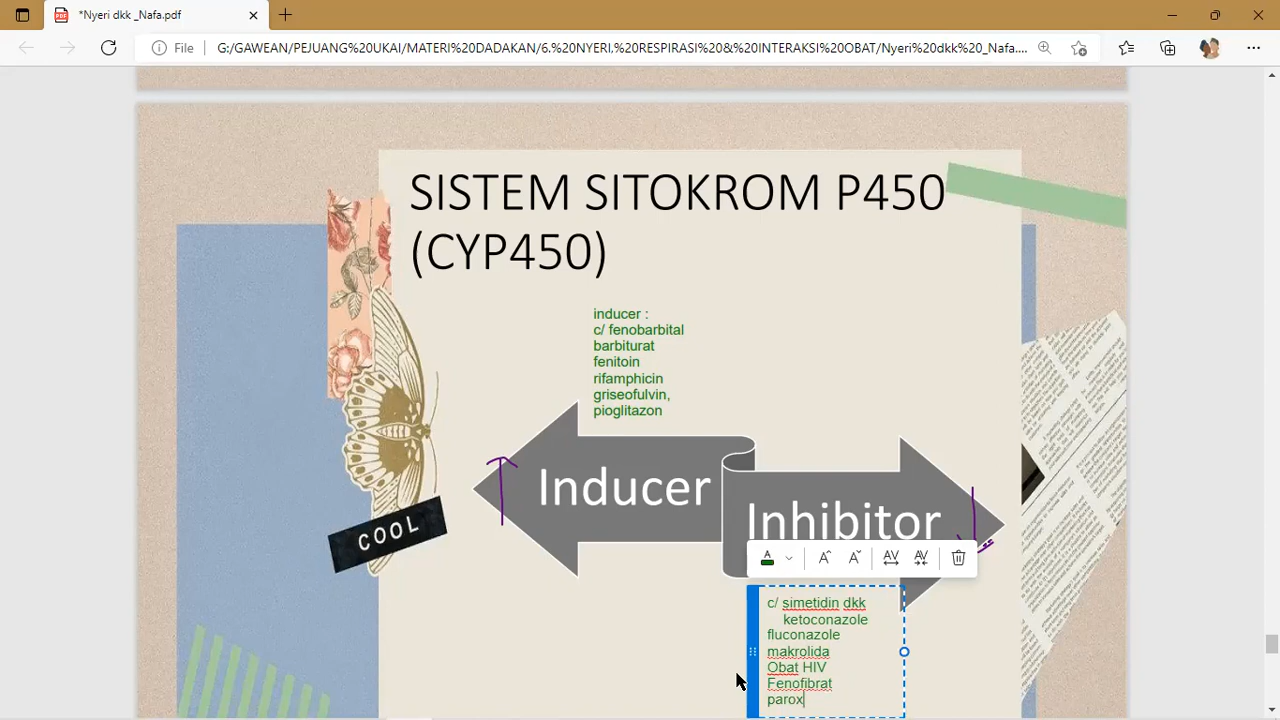 *Nyeri dkk _Nafa.pdf
File
G:/GAWEAN/PEJUANG%20UKAI/MATERI%20DADAKAN/6.%20NYERI,%20RESPIRASI%20&%20INTERAKSI%20OBAT/Nyeri%20dkk%20_Nafa....
SISTEM SITOKROM P450
(CYP450)
inducer :
c/ fenobarbital
barbiturat
fenitoin
rifamphicin
griseofulvin,
pioglitazon
Inducer
Inhibitor
COOL
c/ simetidin dkk
ketoconazole
fluconazole
makrolida
Obat HIV
Fenofibrat
parox